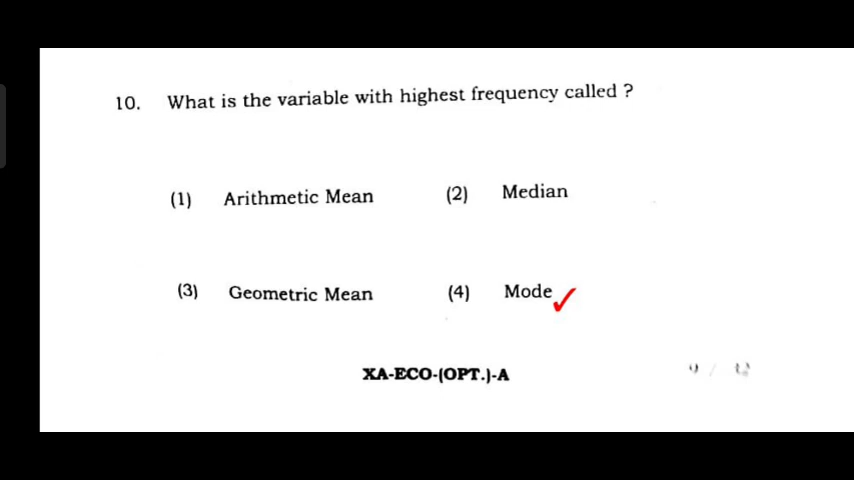 10. What is the variable with highest frequency called ?
(1) Arithmetic Mean (2) Median
(3) Geometric Mean (4) Mode
XA-ECO-(OPT.)-A